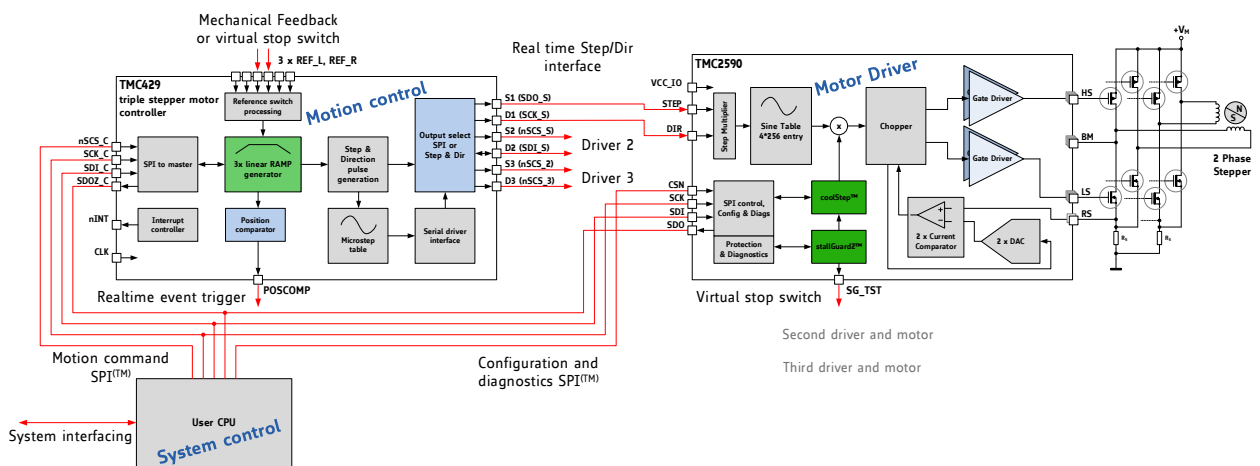 Mechanical Feedback
or virtual stop switch
3 x REF_L, REF_R
TMC429
triple stepper motor
controller
Reference switch
processing
Motion control
nSCS_C
SCK_C
SDI_C
SDOZ_C
nINT
CLK
SPI to master
3x linear RAMP
generator
Step &
Direction
pulse
generation
Output select
SPI or
Step & Dir
Interrupt
controller
Position
comparator
Microstep
table
Serial driver
interface
POSCOMP
Realtime event trigger
S1 (SDO_S)
D1 (SCK_S)
S2 (nSCS_S)
D2 (SDI_S)
S3 (nSCS_2)
D3 (nSCS_3)
Driver 2
Driver 3
Real time Step/Dir
interface
TMC2590
Motor Driver
VCC_IO
STEP
DIR
CSN
SCK
SDI
SDO
Step Multiplier
Sine Table
4*256 entry
x
Chopper
Gate Driver
Gate Driver
SPI control,
Config & Diags
Protection
& Diagnostics
coolStep™
stallGuard2™
2 x Current
Comparator
2 x DAC
HS
BM
LS
RS
+VM
N
S
2 Phase
Stepper
RS
RS
SG_TST
Virtual stop switch
Second driver and motor
Third driver and motor
Motion command
SPI(TM)
Configuration and
diagnostics SPI(TM)
User CPU
System control
System interfacing